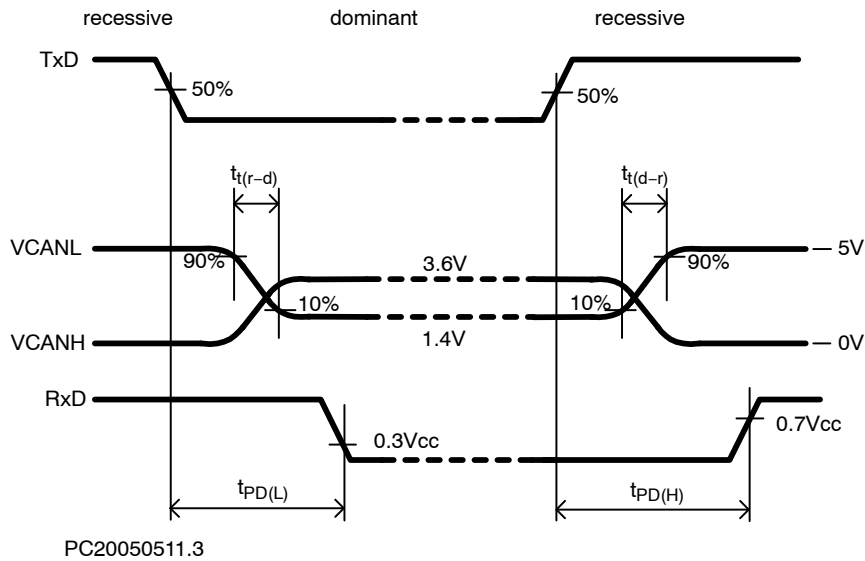 recessive dominant recessive
TxD
50% 50%
tt(r−d) tt(d−r)
VCANL 90% 3.6V 90% 5V
10% 10%
VCANH 1.4V 0V
RxD
0.3Vcc 0.7Vcc
tPD(L) tPD(H)
PC20050511.3